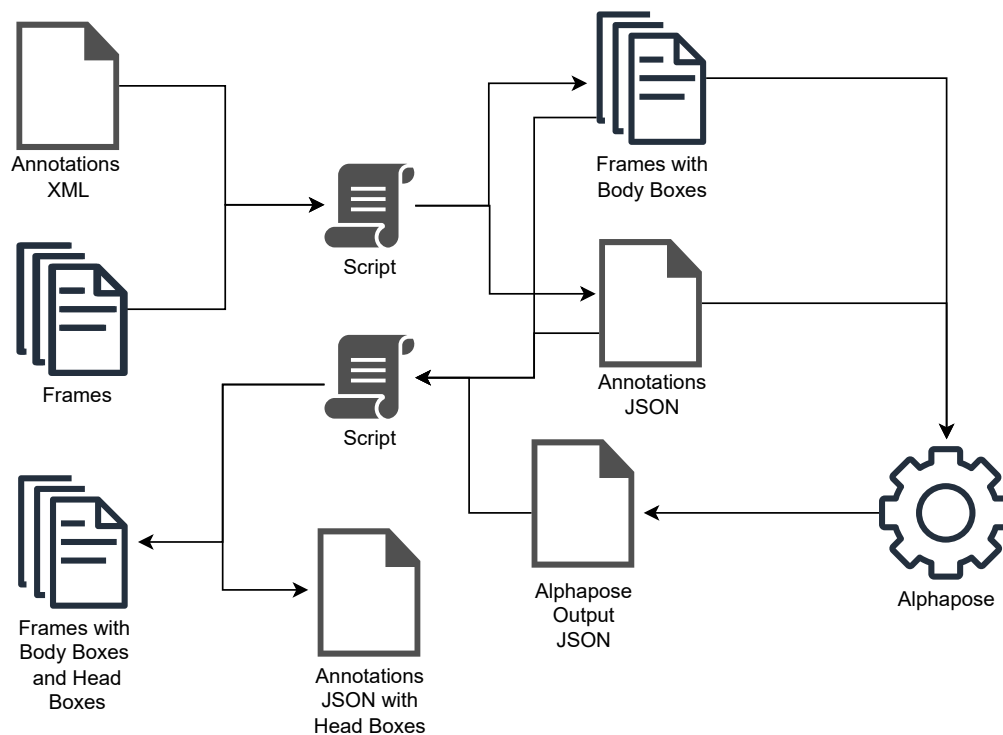 Annotations
XML
Frames with
Body Boxes
Script
Frames
Annotations
JSON
Script
Alphapose
Output
JSON
Alphapose
Frames with
Body Boxes
and Head
Boxes
Annotations
JSON with
Head Boxes